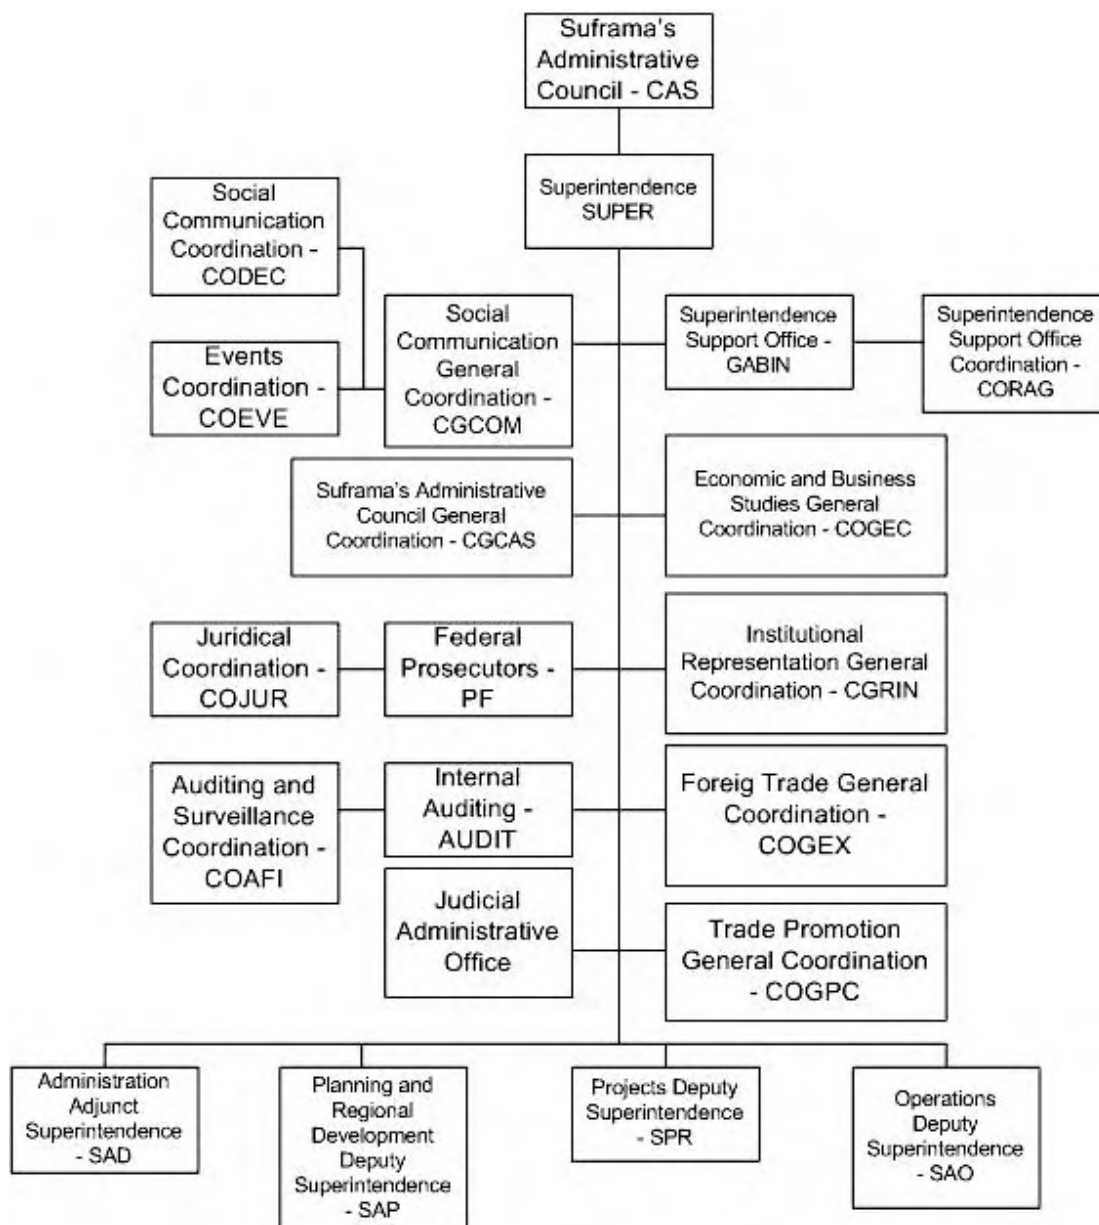 Suframa's
Administrative
Council - CAS
Superintendence
SUPER
Social
Communication
Coordination -
CODEC
Events
Coordination -
COEVE
Social
Communication
General
Coordination -
CGCOM
Superintendence
Support Office -
GABIN
Superintendence
Support Office
Coordination -
CORAG
Suframa's Administrative
Council General
Coordination - CGCAS
Economic and Business
Studies General
Coordination - COGEC
Juridical
Coordination -
COJUR
Federal
Prosecutors -
PF
Institutional
Representation General
Coordination - CGRIN
Auditing and
Surveillance
Coordination -
COAFI
Internal
Auditing -
AUDIT
Foreig Trade General
Coordination -
COGEX
Judicial
Administrative
Office
Trade Promotion
General Coordination
- COGPC
Administration
Adjunct
Superintendence
- SAD
Planning and
Regional
Development
Deputy
Superintendence
- SAP
Projects Deputy
Superintendence
- SPR
Operations
Deputy
Superintendence
- SAO